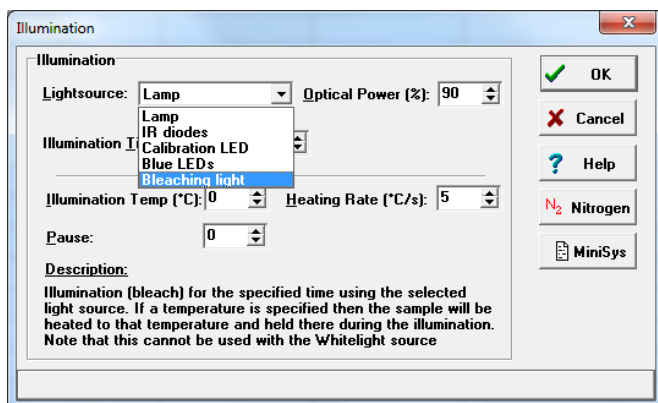 Illumination
Illumination
Lightsource: Lamp Optical Power (%): 90
Lamp
IR diodes
Calibration LED
Blue LEDs
Bleaching light
Illumination Ti
Illumination Temp (°C): 0 Heating Rate (°C/s): 5
Pause: 0
Description:
Illumination (bleach) for the specified time using the selected
light source. If a temperature is specified then the sample will be
heated to that temperature and held there during the illumination.
Note that this cannot be used with the Whitelight source
OK
Cancel
? Help
N₂ Nitrogen
MiniSys